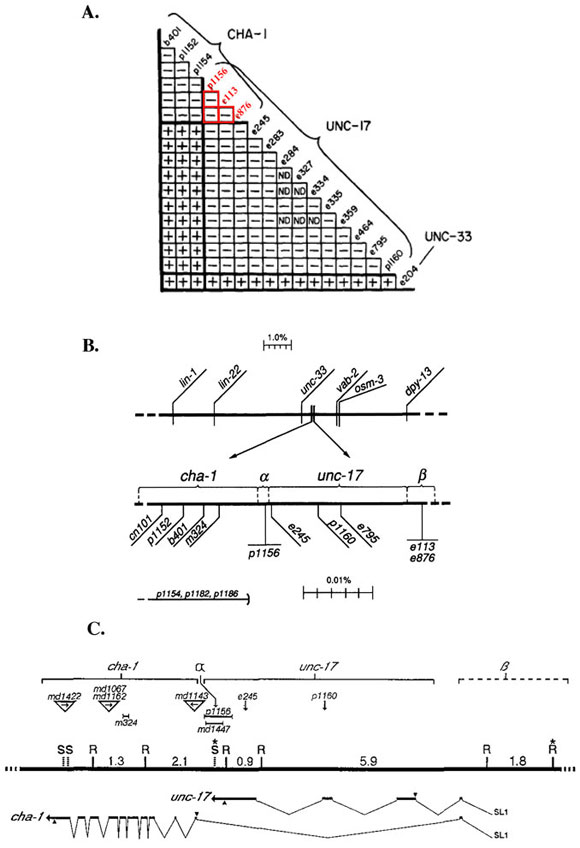 A.
CHA-1
b401
p1152
p1154
p1156
e113
e876
UNC-17
e245
e283
e284
e327
e334
e335
e359
e464
e795
p1160
UNC-33
e204
— — — — — — — — — — — —
— — — — — —
+ + + — — —
+ + + — — — —
+ + + — — — — —
+ + + — — — — — ND
+ + + — — — — — ND ND
+ + + — — — — — — — —
+ + + — — — — — ND ND ND —
+ + + — — — — — — — — — —
+ + + — — — — — — — — — — —
+ + + — — — — — — — — — — — —
+ + + + + + + + + + + + + + + +
B.
1.0%
lin-1
lin-22
unc-33
vab-2
osm-3
dpy-13
cha-1 α unc-17 β
cn101
p1152
b401
m324
p1156
e245
p1160
e795
e113
e876
p1154, p1182, p1186
0.01%
C.
cha-1 α unc-17 ß
md1422
md1067
md1162
m324
md1143
p1156
md1447
e245
p1160
SS R R *S R R R *R
1.3 2.1 0.9 5.9 1.8
unc-17
SL1
cha-1
SL1